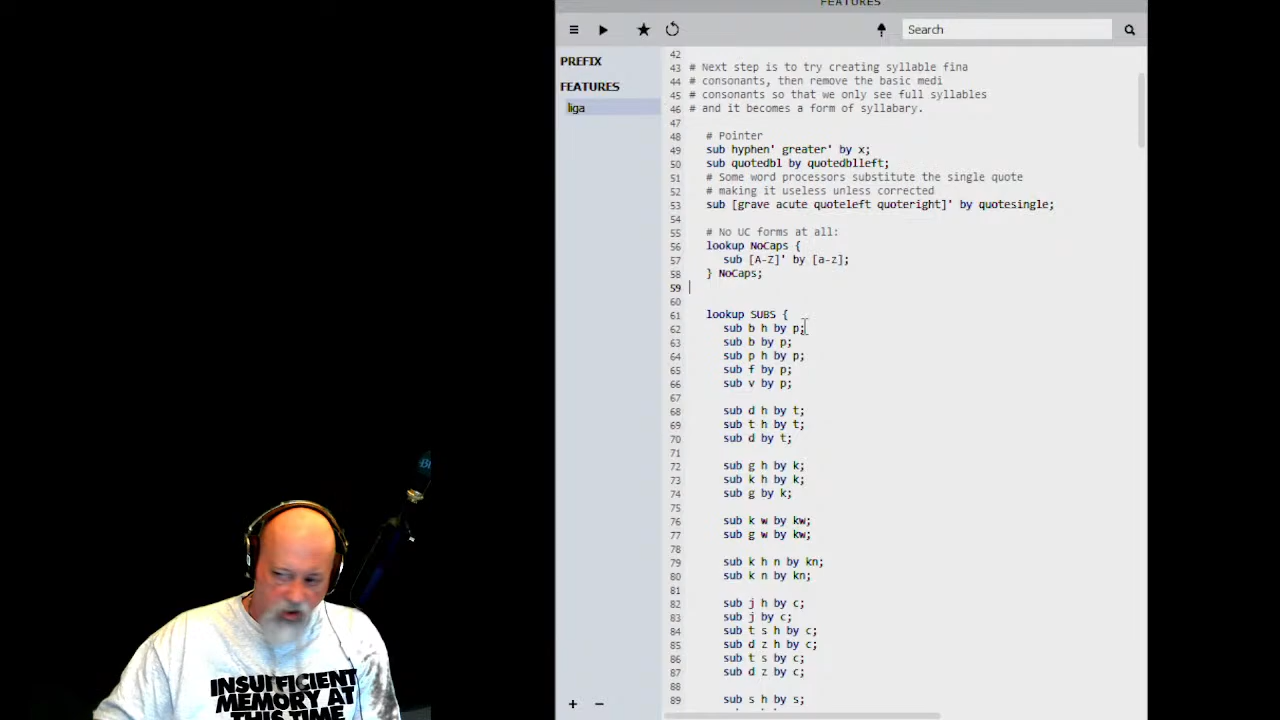 FEATURES
Search
PREFIX
FEATURES
liga
42
43 # Next step is to try creating syllable fina
44 # consonants, then remove the basic medi
45 # consonants so that we only see full syllables
46 # and it becomes a form of syllabary.
47
48 # Pointer
49 sub hyphen' greater' by x;
50 sub quotedbl by quotedblleft;
51 # Some word processors substitute the single quote
52 # making it useless unless corrected
53 sub [grave acute quoteleft quoteright]' by quotesingle;
54
55 # No UC forms at all:
56 lookup NoCaps {
57 sub [A-Z]' by [a-z];
58 } NoCaps;
59
60
61 lookup SUBS {
62 sub b h by p;
63 sub b by p;
64 sub p h by p;
65 sub f by p;
66 sub v by p;
67
68 sub d h by t;
69 sub t h by t;
70 sub d by t;
71
72 sub g h by k;
73 sub k h by k;
74 sub g by k;
75
76 sub k w by kw;
77 sub g w by kw;
78
79 sub k h n by kn;
80 sub k n by kn;
81
82 sub j h by c;
83 sub j by c;
84 sub t s h by c;
85 sub d z h by c;
86 sub t s by c;
87 sub d z by c;
88
89 sub s h by s;
INSUFFICIENT
MEMORY AT
THIS TIME